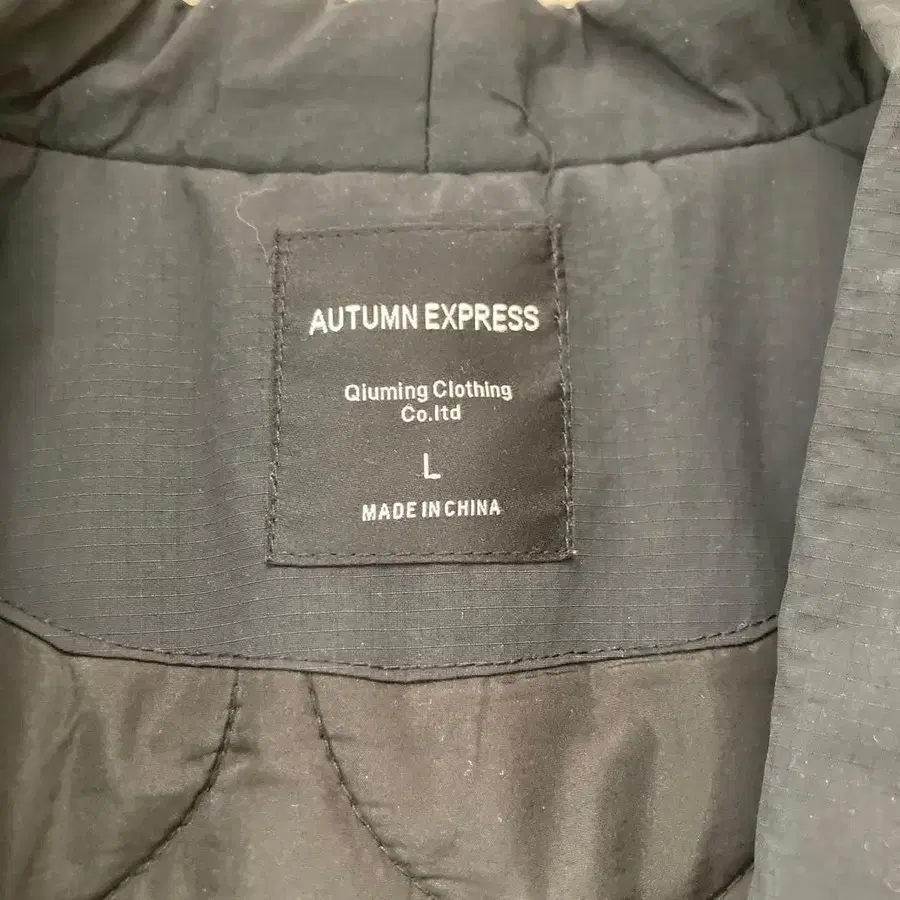 AUTUMN EXPRESS
Qiuming Clothing
Co.ltd
L
MADE IN CHINA